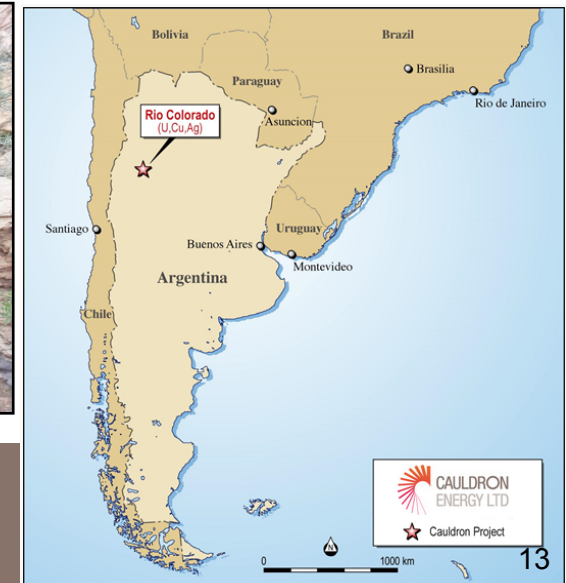 Bolivia
Brazil
Paraguay
Brasilia
Rio Colorado
(U,Cu,Ag)
Rio de Janeiro
Asuncion
Santiago
Uruguay
Buenos Aires
Montevideo
Argentina
Chile
CAULDRON
ENERGY LTD
Cauldron Project
N
0 1000 km
13